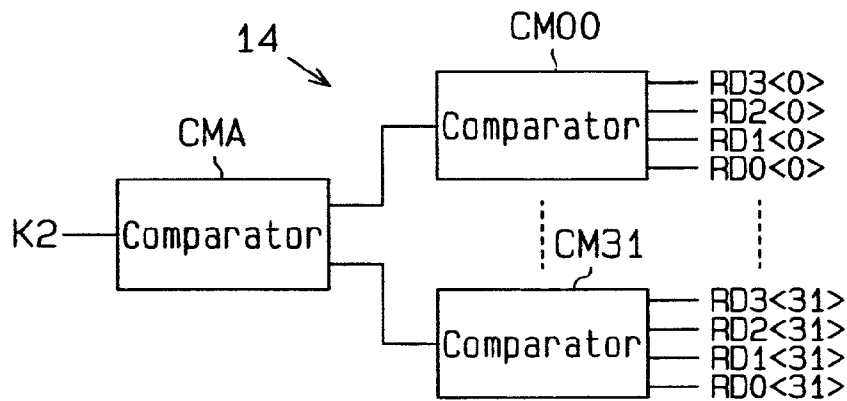 14
CM00
Comparator
RD3<0>
RD2<0>
RD1<0>
RD0<0>
CMA
K2
Comparator
CM31
Comparator
RD3<31>
RD2<31>
RD1<31>
RD0<31>